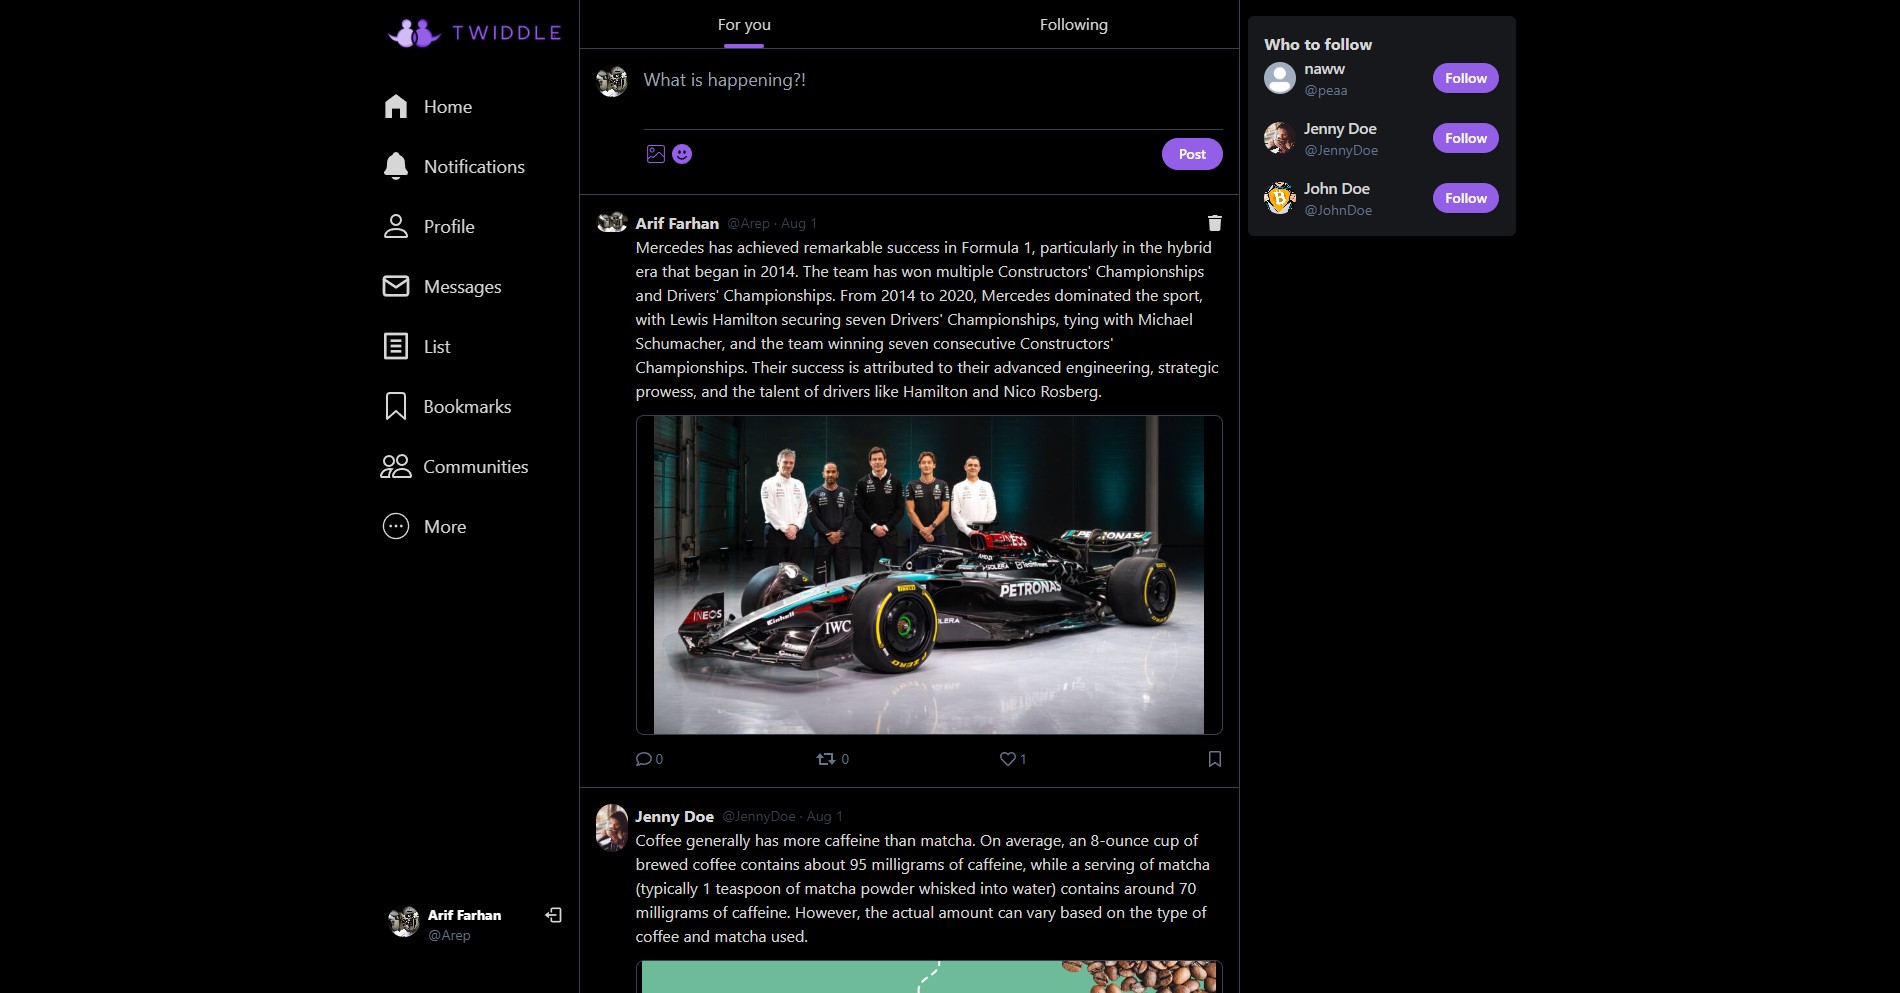 TWIDDLE
Home
Notifications
Profile
Messages
List
Bookmarks
Communities
More
Arif Farhan
@Arep
For you
Following
What is happening?!
Post
Arif Farhan @Arep · Aug 1
Mercedes has achieved remarkable success in Formula 1, particularly in the hybrid
era that began in 2014. The team has won multiple Constructors' Championships
and Drivers' Championships. From 2014 to 2020, Mercedes dominated the sport,
with Lewis Hamilton securing seven Drivers' Championships, tying with Michael
Schumacher, and the team winning seven consecutive Constructors'
Championships. Their success is attributed to their advanced engineering, strategic
prowess, and the talent of drivers like Hamilton and Nico Rosberg.
INEOS
PETRONAS
PETRONAS
INEOS
Einhell
IWC
PIRELLI
P ZERO
0
0
1
Jenny Doe @JennyDoe · Aug 1
Coffee generally has more caffeine than matcha. On average, an 8-ounce cup of
brewed coffee contains about 95 milligrams of caffeine, while a serving of matcha
(typically 1 teaspoon of matcha powder whisked into water) contains around 70
milligrams of caffeine. However, the actual amount can vary based on the type of
coffee and matcha used.
Who to follow
naww
@peaa
Follow
Jenny Doe
@JennyDoe
Follow
John Doe
@JohnDoe
Follow